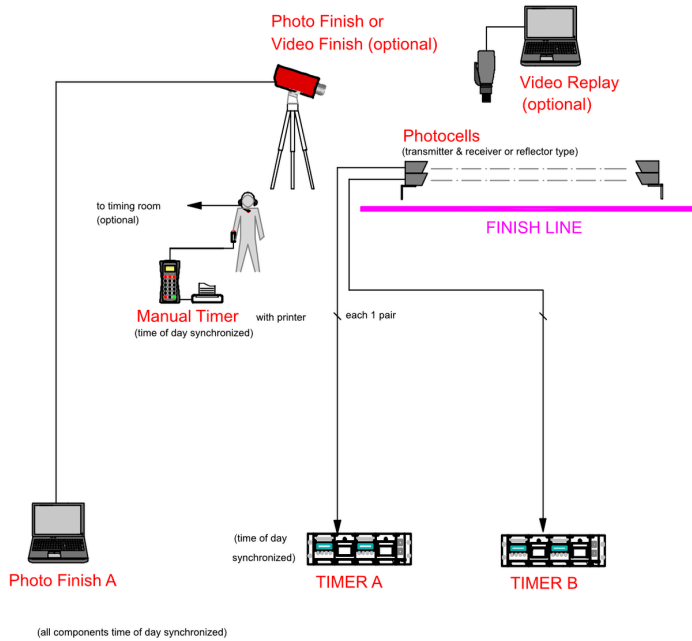 Photo Finish or
Video Finish (optional)
Video Replay
(optional)
Photocells
(transmitter & receiver or reflector type)
to timing room
(optional)
FINISH LINE
Manual Timer with printer
(time of day synchronized)
each 1 pair
(time of day
synchronized)
Photo Finish A
TIMER A
TIMER B
(all components time of day synchronized)